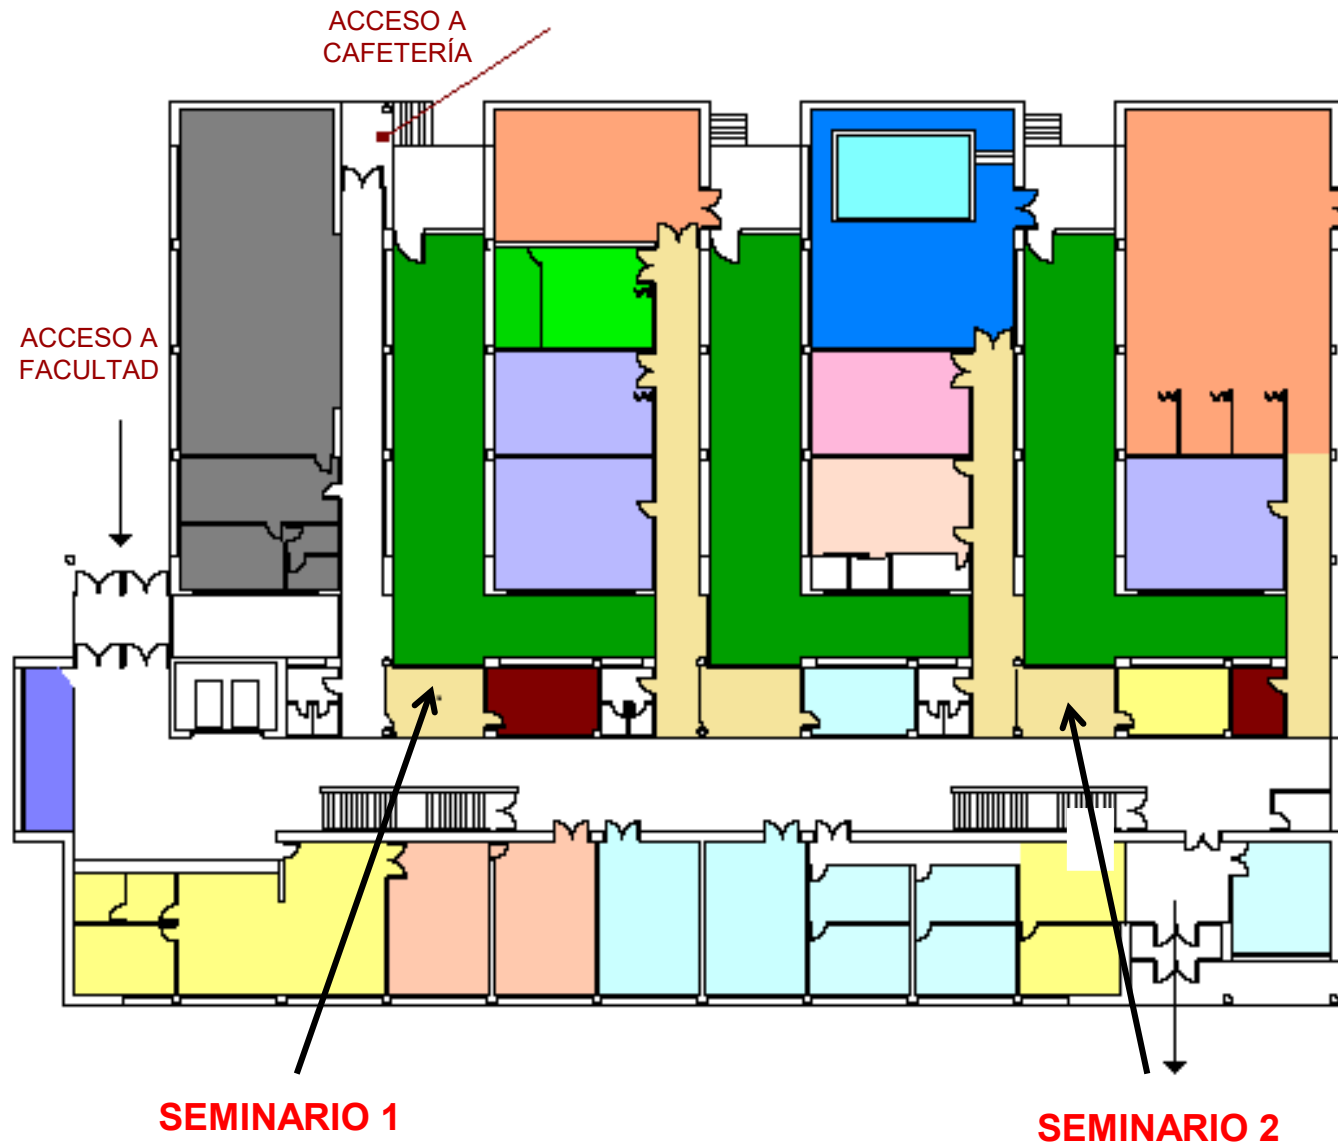 ACCESO A
CAFETERÍA
ACCESO A
FACULTAD
SEMINARIO 1
SEMINARIO 2